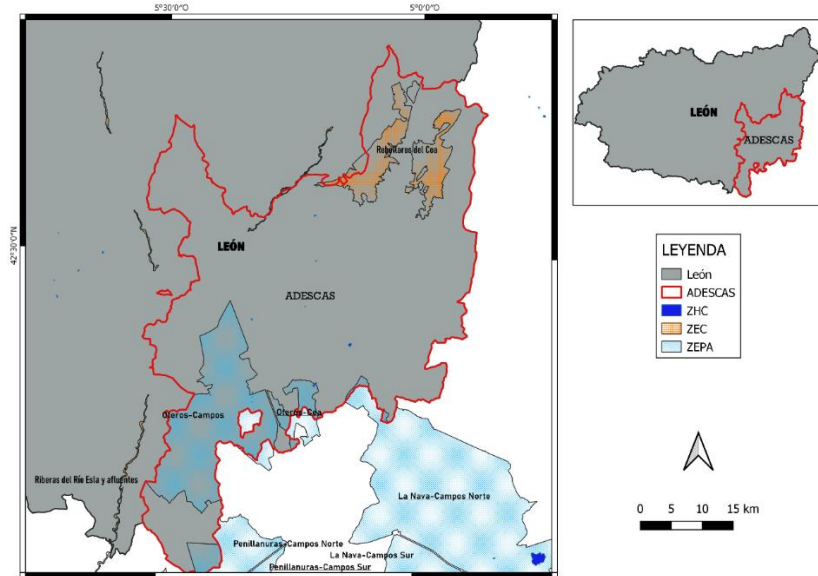 5°30'0"O
5°0'0"O
42°30'0"N
Rebollares del Cea
LEÓN
ADESCAS
Oteros-Campos
Oteros-Cea
Riberas del Río Esla y afluentes
La Nava-Campos Norte
Penillanuras-Campos Norte
La Nava-Campos Sur
Penillanuras-Campos Sur
LEÓN
ADESCAS
LEYENDA
León
ADESCAS
ZHC
ZEC
ZEPA
0 5 10 15 km